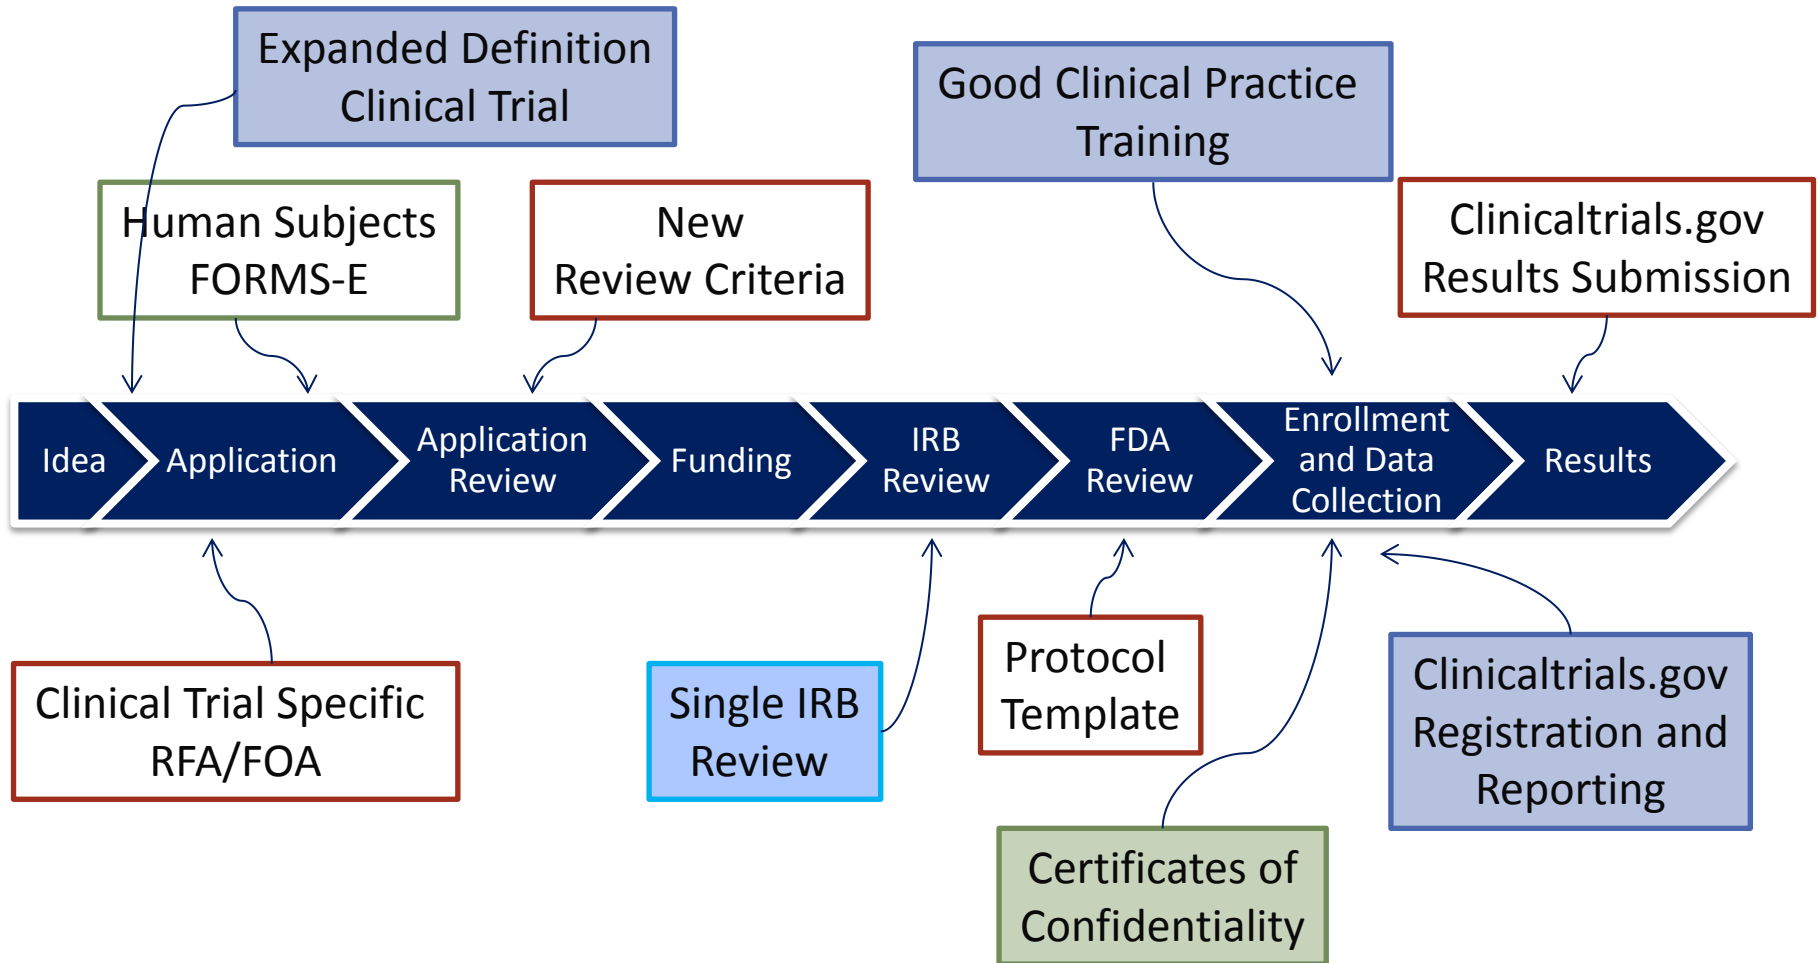 Expanded Definition
Clinical Trial
Good Clinical Practice
Training
Human Subjects
FORMS-E
New
Review Criteria
Clinicaltrials.gov
Results Submission
Idea
Application
Application
Review
Funding
IRB
Review
FDA
Review
Enrollment
and Data
Collection
Results
Clinical Trial Specific
RFA/FOA
Single IRB
Review
Protocol
Template
Clinicaltrials.gov
Registration and
Reporting
Certificates of
Confidentiality